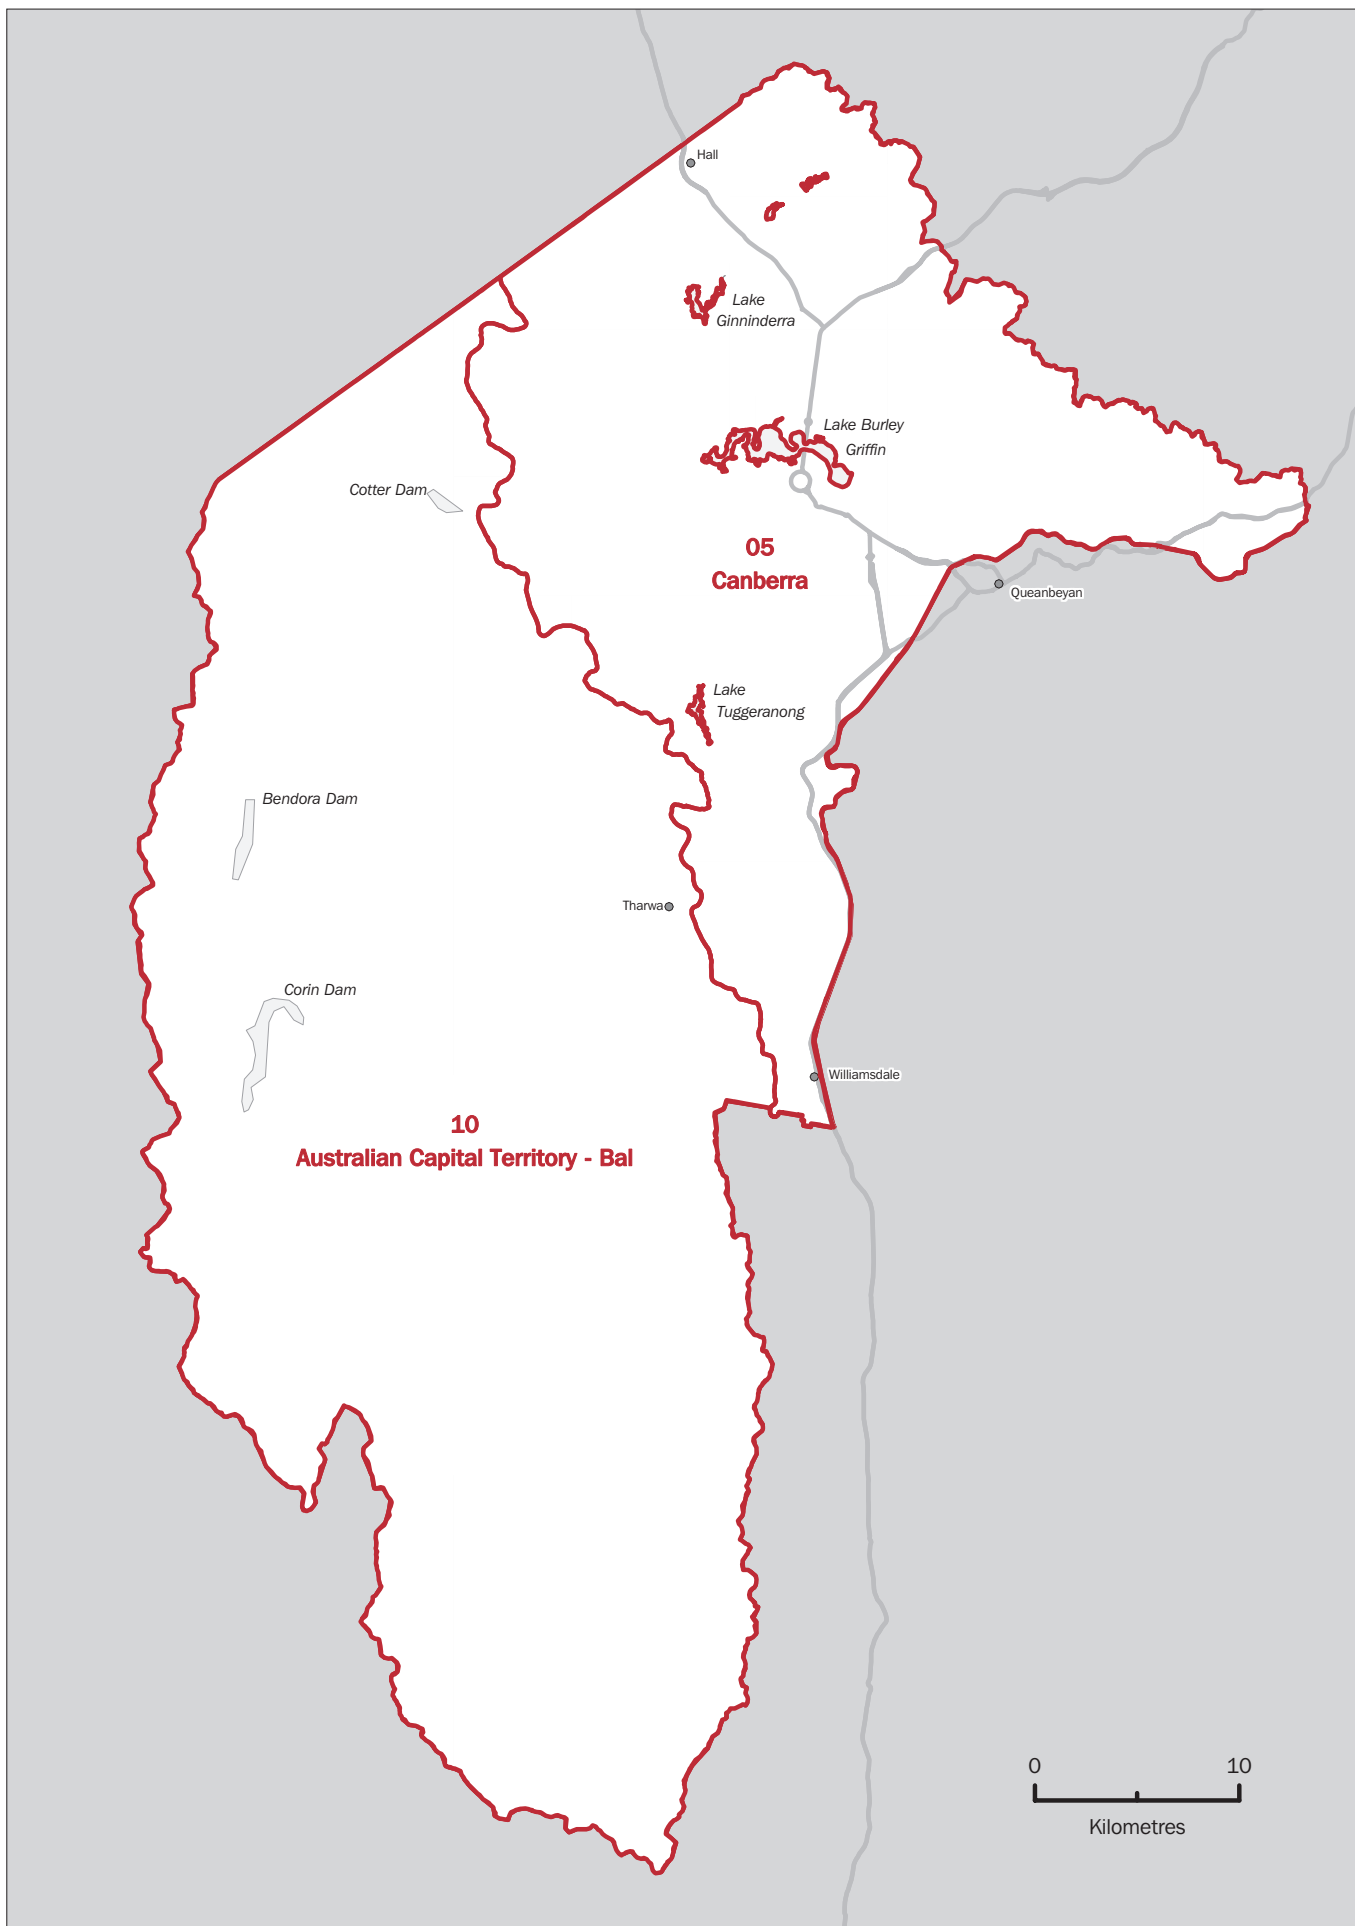 Hall
Lake
Ginninderra
Lake Burley
Griffin
Cotter Dam
05
Canberra
Queanbeyan
Lake
Tuggeranong
Bendora Dam
Tharwa
Corin Dam
Williamsdale
10
Australian Capital Territory - Bal
0 10
Kilometres